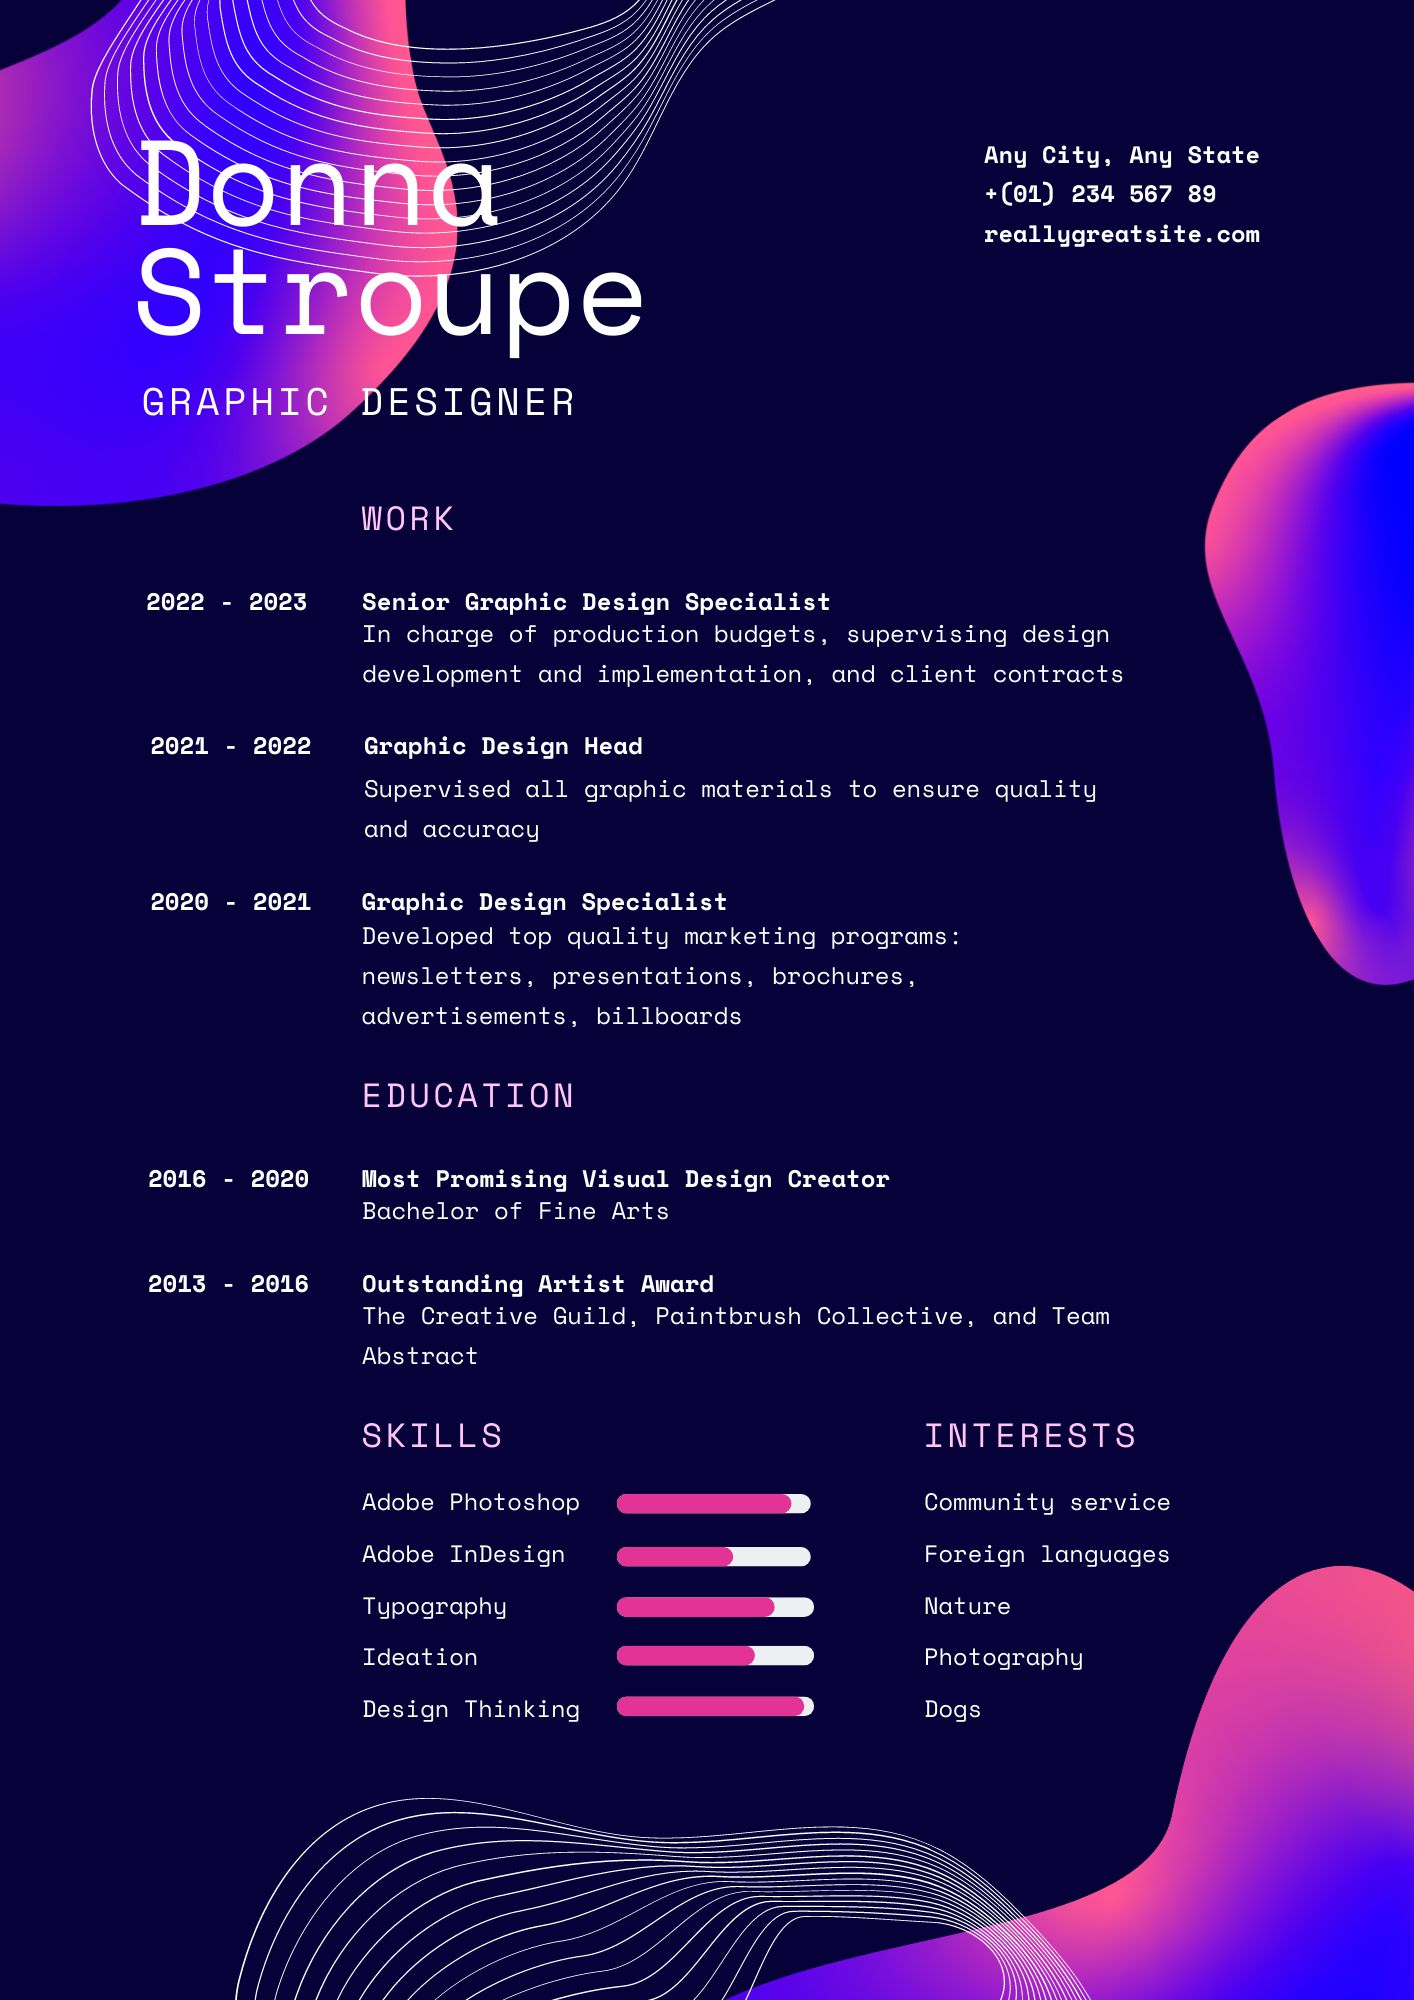 Donna
Stroupe
GRAPHIC DESIGNER
Any City, Any State
+(01) 234 567 89
reallygreatsite.com
WORK
2022 - 2023
Senior Graphic Design Specialist
In charge of production budgets, supervising design
development and implementation, and client contracts
2021 - 2022
Graphic Design Head
Supervised all graphic materials to ensure quality
and accuracy
2020 - 2021
Graphic Design Specialist
Developed top quality marketing programs:
newsletters, presentations, brochures,
advertisements, billboards
EDUCATION
2016 - 2020
Most Promising Visual Design Creator
Bachelor of Fine Arts
2013 - 2016
Outstanding Artist Award
The Creative Guild, Paintbrush Collective, and Team
Abstract
SKILLS
Adobe Photoshop
Adobe InDesign
Typography
Ideation
Design Thinking
INTERESTS
Community service
Foreign languages
Nature
Photography
Dogs